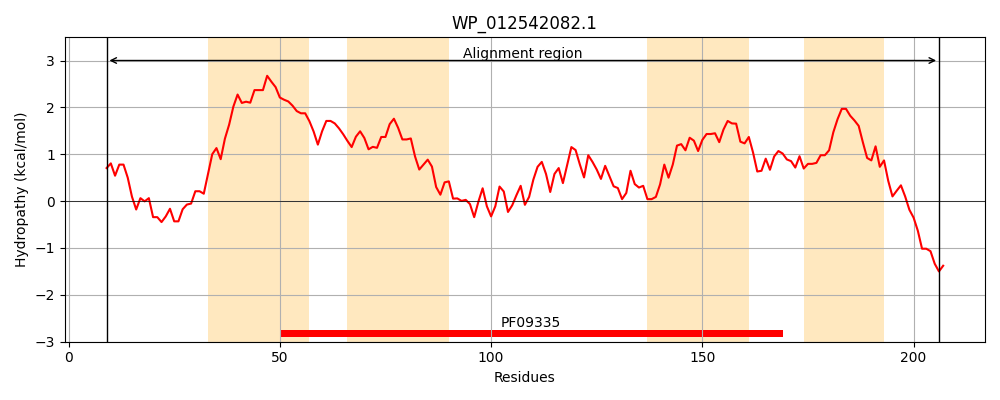 WP_012542082.1
Alignment region
3
2
1
0
−1
−2
−3
Hydropathy (kcal/mol)
PF09335
0 50 100 150 200
Residues